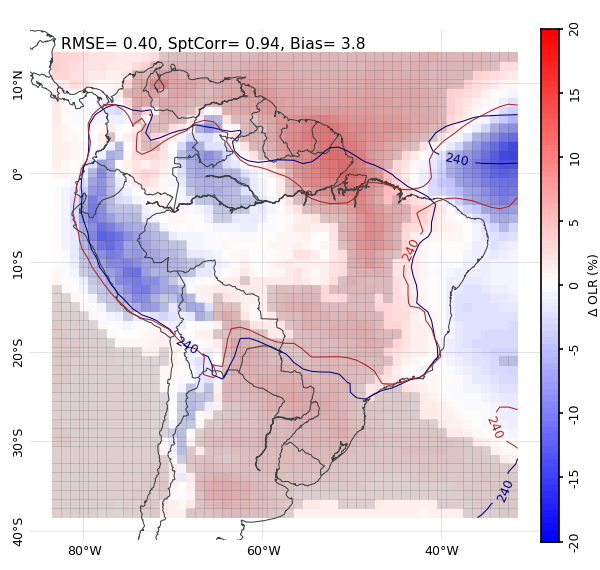 RMSE= 0.40, SptCorr= 0.94, Bias= 3.8
10°N
0°
10°S
20°S
30°S
40°S
80°W
60°W
40°W
240
240
240
240
240
20
15
10
5
0
-5
-10
-15
-20
Δ OLR (%)